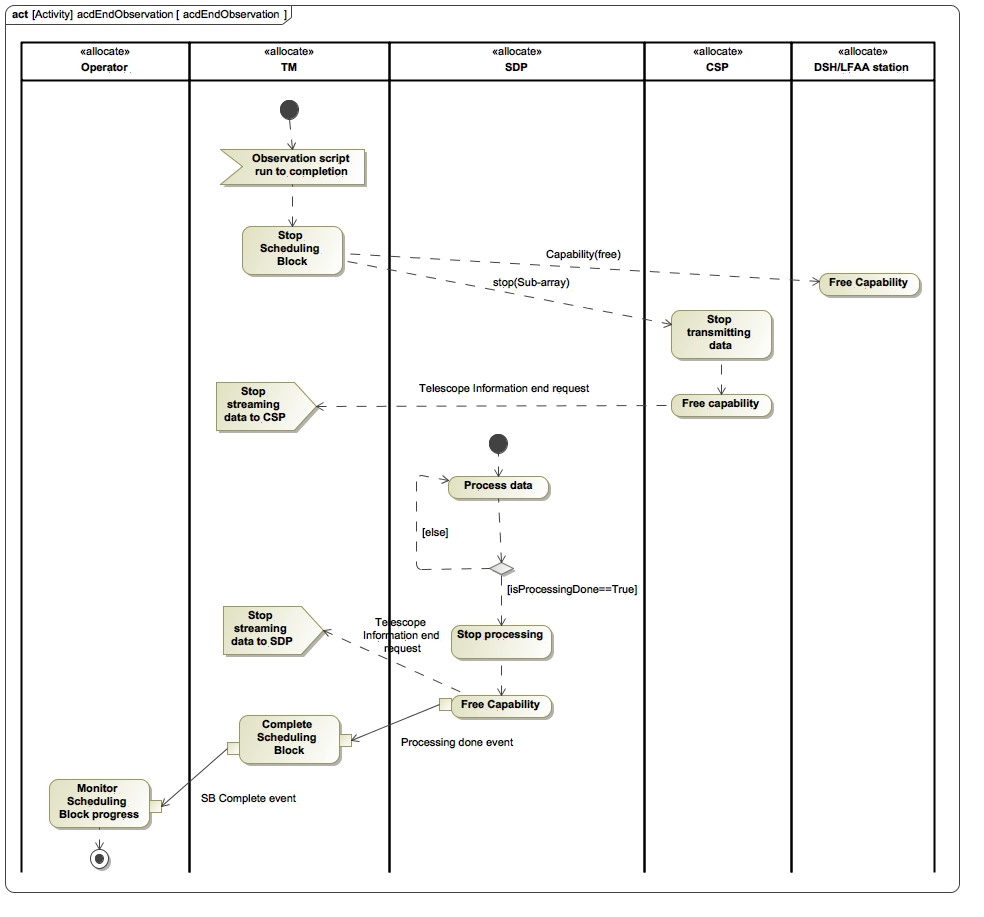 act [Activity] acdEndObservation [ acdEndObservation ]
«allocate»
Operator
«allocate»
TM
«allocate»
SDP
«allocate»
CSP
«allocate»
DSH/LFAA station
Observation script
run to completion
Stop
Scheduling
Block
Capability(free)
Free Capability
stop(Sub-array)
Stop
transmitting
data
Free capability
Telescope Information end request
Stop
streaming
data to CSP
Process data
[else]
[isProcessingDone==True]
Stop
streaming
data to SDP
Telescope
Information end
request
Stop processing
Free Capability
Complete
Scheduling
Block
Processing done event
Monitor
Scheduling
Block progress
SB Complete event